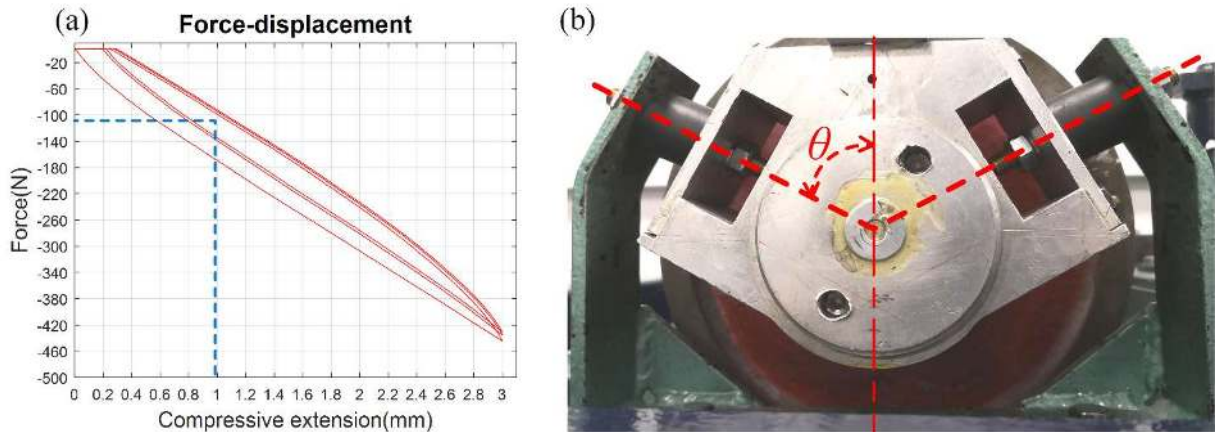 (a)
Force-displacement
Force(N)
-20
-60
-100
-140
-180
-220
-260
-300
-340
-380
-420
-460
-500
0 0.2 0.4 0.6 0.8 1 1.2 1.4 1.6 1.8 2 2.2 2.4 2.6 2.8 3
Compressive extension(mm)
(b)
θ